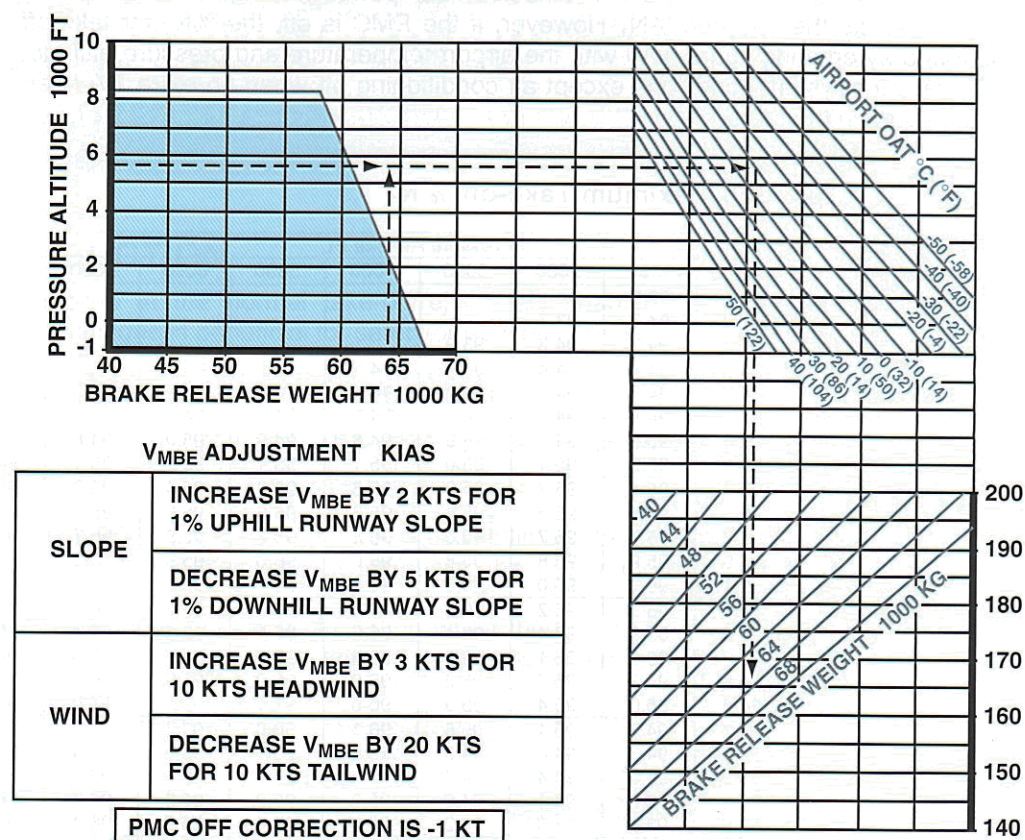 10
8
6
4
2
0
-1
PRESSURE ALTITUDE 1000 FT
40 45 50 55 60 65 70
BRAKE RELEASE WEIGHT 1000 KG
AIRPORT OAT °C (°F)
-50 (-58)
-40 (-40)
-30 (-22)
-20 (-4)
-10 (14)
0 (32)
10 (50)
20 (14)
30 (86)
40 (104)
50 (122)
VMBE ADJUSTMENT KIAS
SLOPE
INCREASE VMBE BY 2 KTS FOR
1% UPHILL RUNWAY SLOPE
DECREASE VMBE BY 5 KTS FOR
1% DOWNHILL RUNWAY SLOPE
WIND
INCREASE VMBE BY 3 KTS FOR
10 KTS HEADWIND
DECREASE VMBE BY 20 KTS
FOR 10 KTS TAILWIND
PMC OFF CORRECTION IS -1 KT
40
44
48
52
56
60
64
68
BRAKE RELEASE WEIGHT 1000 KG
200
190
180
170
160
150
140